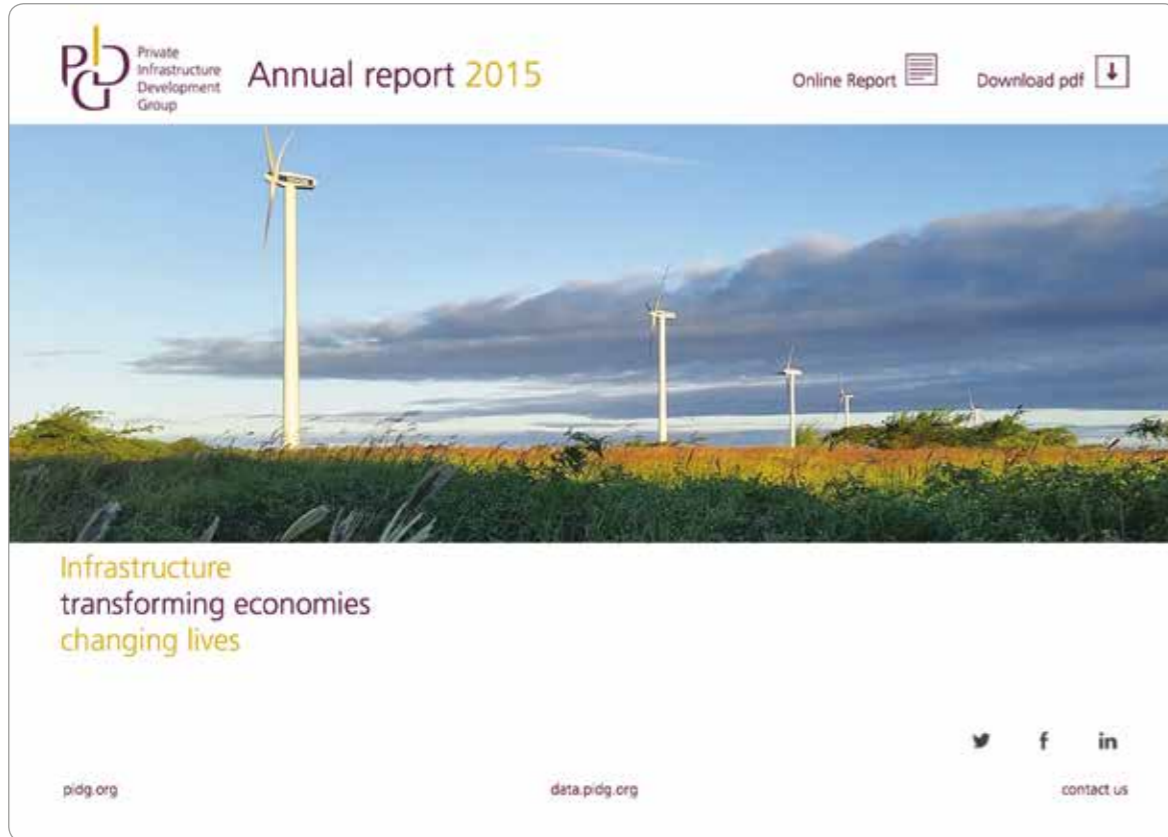 PIDG
Private
Infrastructure
Development
Group
Annual report 2015
Online Report
Download pdf
Infrastructure
transforming economies
changing lives
pidg.org
data.pidg.org
contact us